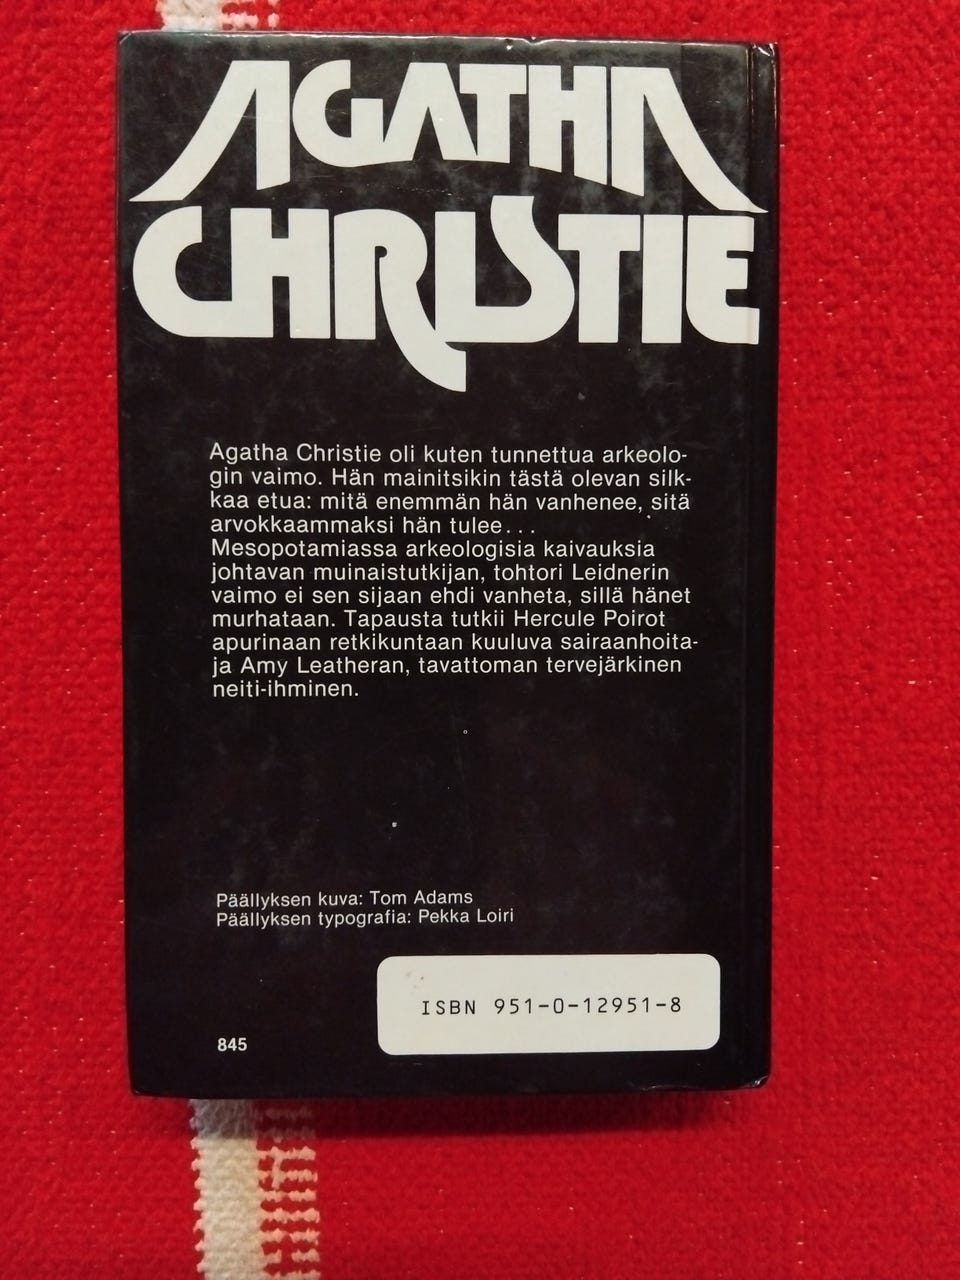 AGATHA
CHRISTIE
Agatha Christie oli kuten tunnettua arkeolo-
gin vaimo. Hän mainitsikin tästä olevan silk-
kaa etua: mitä enemmän hän vanhenee, sitä
arvokkaammaksi hän tulee...
Mesopotamiassa arkeologisia kaivauksia
johtavan muinaistutkijan, tohtori Leidnerin
vaimo ei sen sijaan ehdi vanheta, sillä hänet
murhataan. Tapausta tutkii Hercule Poirot
apurinaan retkikuntaan kuuluva sairaanhoita-
ja Amy Leatheran, tavattoman tervejärkinen
neiti-ihminen.
Päällyksen kuva: Tom Adams
Päällyksen typografia: Pekka Loiri
ISBN 951-0-12951-8
845